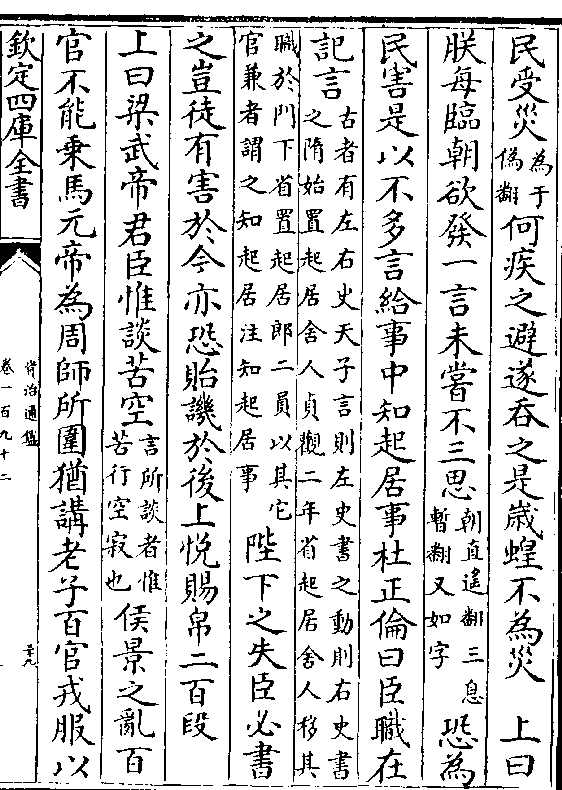 民受災為于偽翻何疾之避遂吞之是歲蝗不為災　上曰
朕每臨朝欲發一言未嘗不三思朝直遙翻三息暫翻又如字恐為
民害是以不多言給事中知起居事杜正倫曰臣職在
記言古者有左右史天子言則左史書之動則右史書之隋始置起居舍人貞觀二年省起居舍人移其
職於門下省置起居郎二員以其它官兼者謂之知起居注知起居事陛下之失臣必書
之豈徒有害於今亦恐貽譏於後上悅賜帛二百段
上曰梁武帝君臣惟談苦空言所談者惟苦行空寂也侯景之亂百
官不能乘馬元帝為周師所圍猶講老子百官戎服以
欽定四庫全書
資治通鑑
卷一百九十二